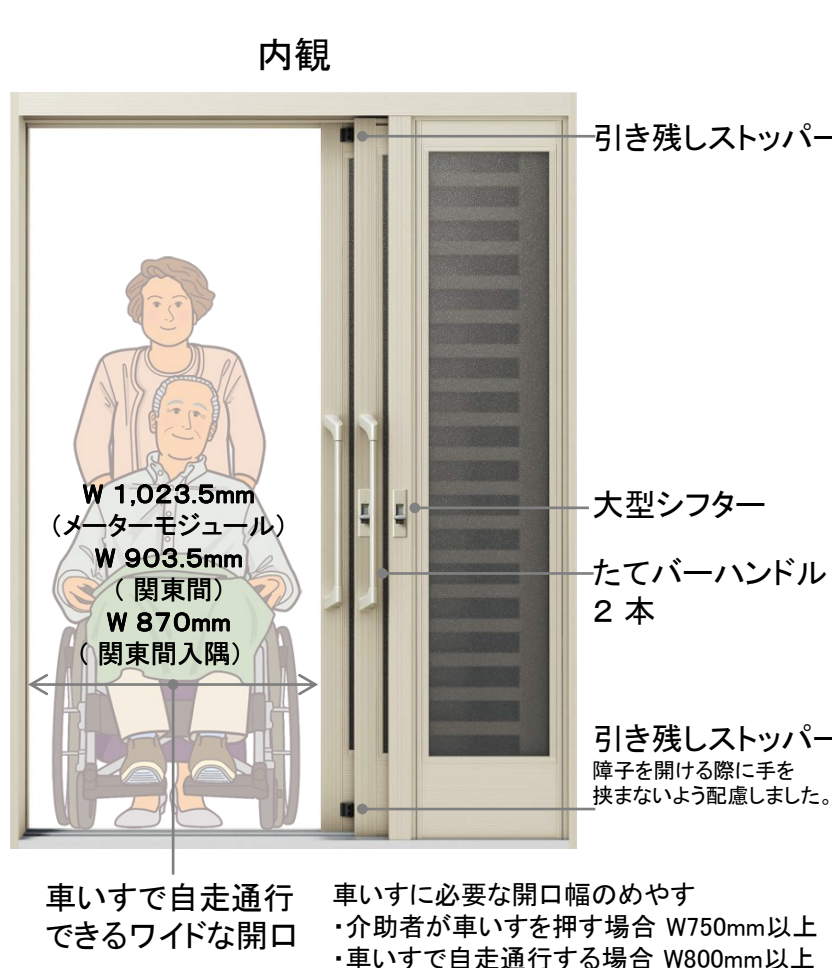 内観
引き残しストッパー
W 1,023.5mm
（メーターモジュール）
W 903.5mm
（ 関東間）
W 870mm
（ 関東間入隅）
大型シフター
たてバーハンドル
２ 本
引き残しストッパー
障子を開ける際に手を
挟まないよう配慮しました。
車いすで自走通行
できるワイドな開口
車いすに必要な開口幅のめやす
・介助者が車いすを押す場合 W750mm以上
・車いすで自走通行する場合 W800mm以上